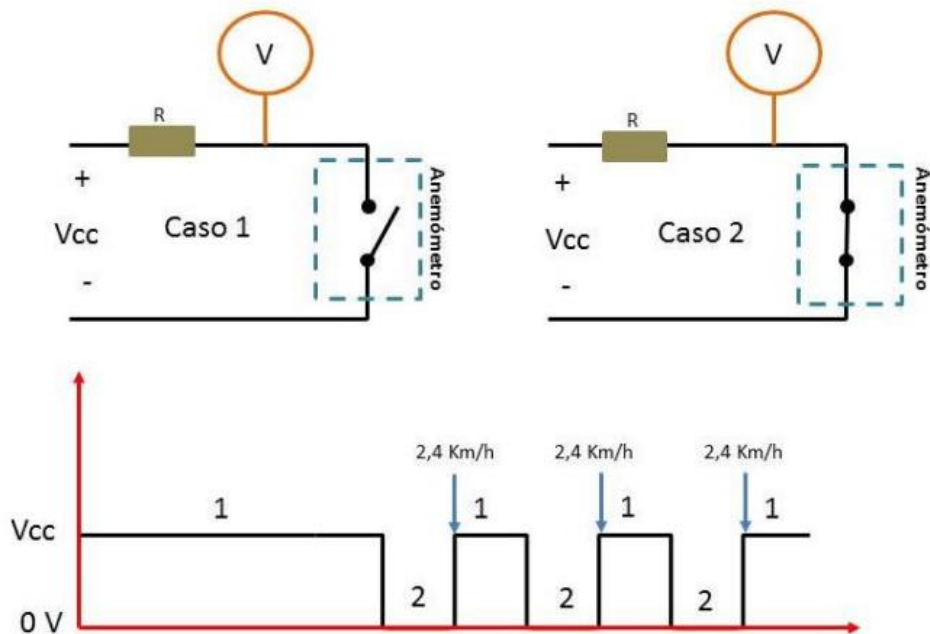 V
V
R
R
+
Vcc
-
Caso 1
Anemómetro
+
Vcc
-
Caso 2
Anemómetro
2,4 Km/h
2,4 Km/h
2,4 Km/h
1
1
1
1
Vcc
2
2
2
0 V